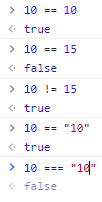 > 10 == 10
< true
> 10 == 15
< false
> 10 != 15
< true
> 10 == "10"
< true
> 10 === "10"
< false